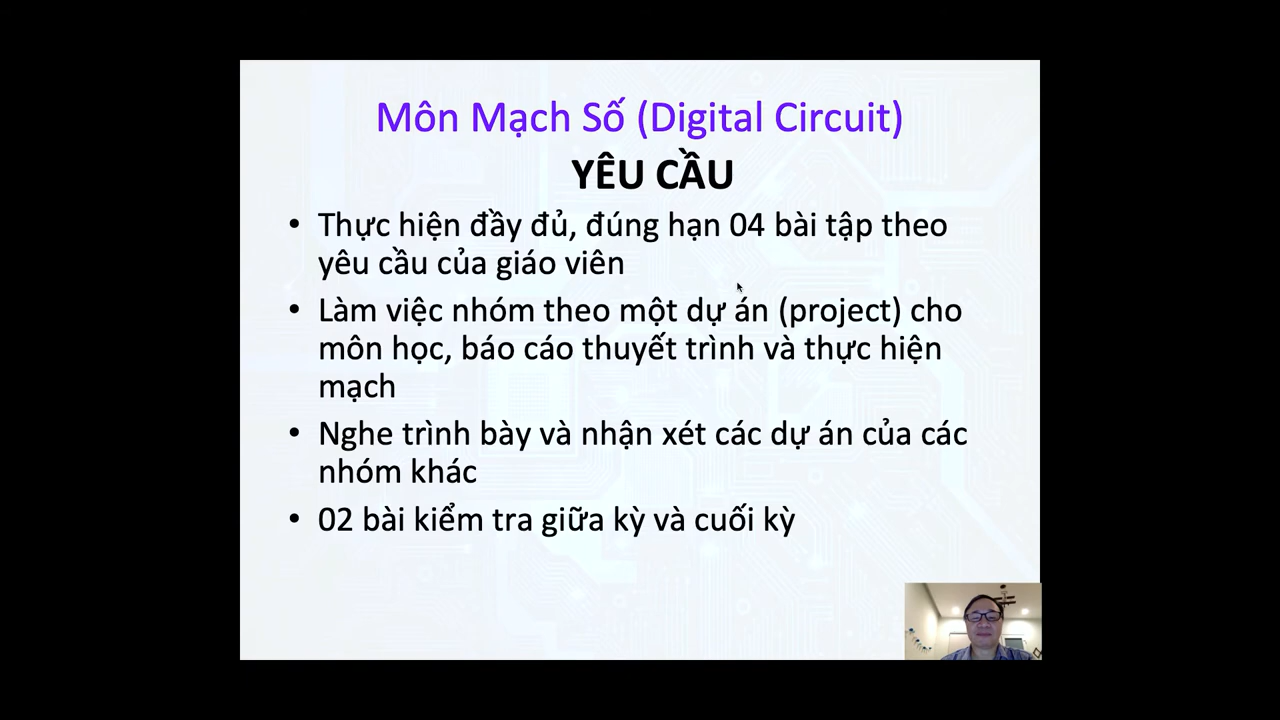 Môn Mạch Số (Digital Circuit)
YÊU CẦU
• Thực hiện đầy đủ, đúng hạn 04 bài tập theo
yêu cầu của giáo viên
• Làm việc nhóm theo một dự án (project) cho
môn học, báo cáo thuyết trình và thực hiện
mạch
• Nghe trình bày và nhận xét các dự án của các
nhóm khác
• 02 bài kiểm tra giữa kỳ và cuối kỳ